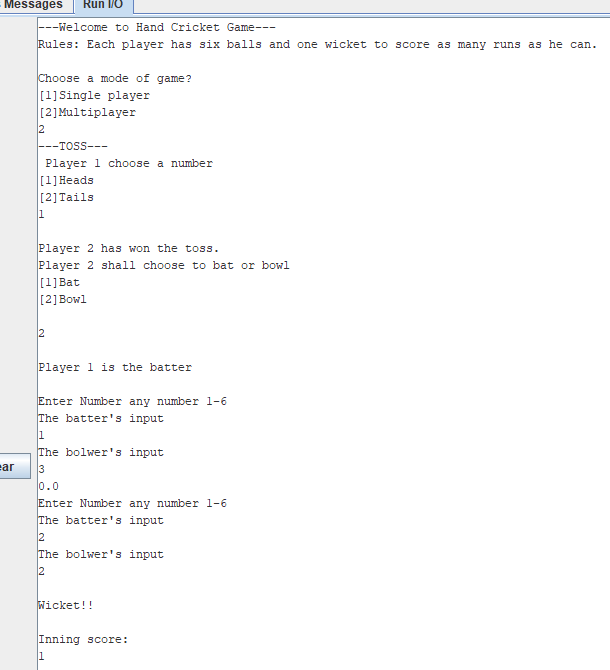 Messages
Run I/O
---Welcome to Hand Cricket Game---
Rules: Each player has six balls and one wicket to score as many runs as he can.
Choose a mode of game?
[1]Single player
[2]Multiplayer
2
---TOSS---
Player 1 choose a number
[1]Heads
[2]Tails
1
Player 2 has won the toss.
Player 2 shall choose to bat or bowl
[1]Bat
[2]Bowl
2
Player 1 is the batter
Enter Number any number 1-6
The batter's input
1
The bolwer's input
ear
3
0.0
Enter Number any number 1-6
The batter's input
2
The bolwer's input
2
Wicket!!
Inning score:
1